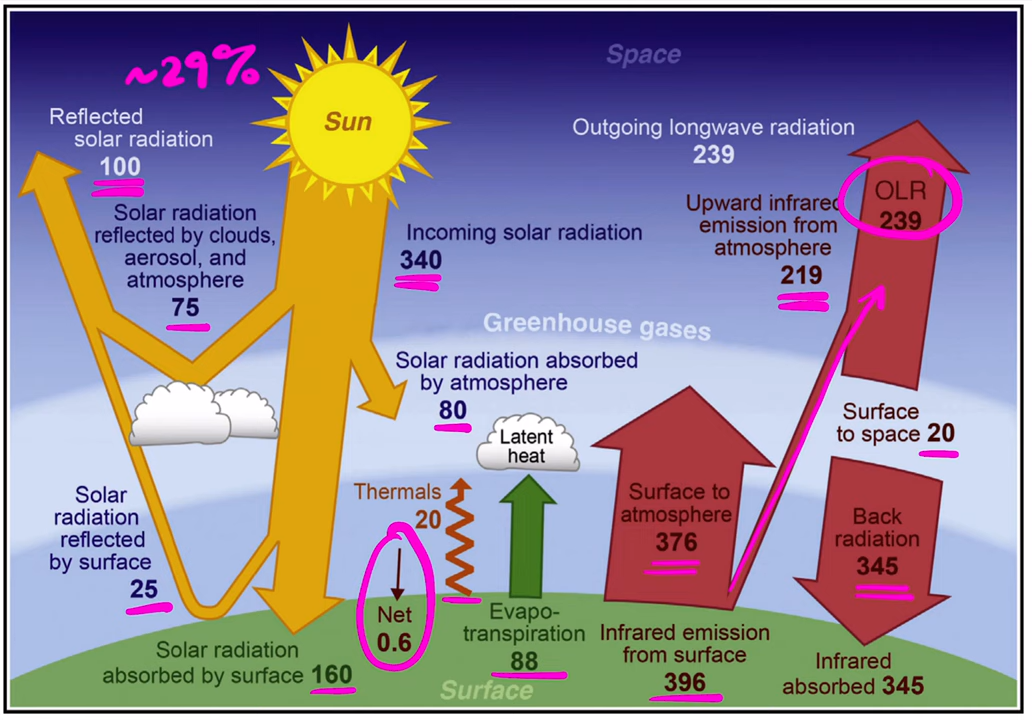 ~29%
Space
Sun
Reflected
solar radiation
100
Outgoing longwave radiation
239
OLR
239
Solar radiation
reflected by clouds,
aerosol, and
atmosphere
75
Incoming solar radiation
340
Upward infrared
emission from
atmosphere
219
Greenhouse gases
Solar radiation absorbed
by atmosphere
80
Latent
heat
Surface
to space 20
Thermals
20
Surface to
atmosphere
376
Back
radiation
345
Solar
radiation
reflected
by surface
25
Net
0.6
Evapo-
transpiration
88
Infrared emission
from surface
396
Solar radiation
absorbed by surface 160
Infrared
absorbed 345
Surface